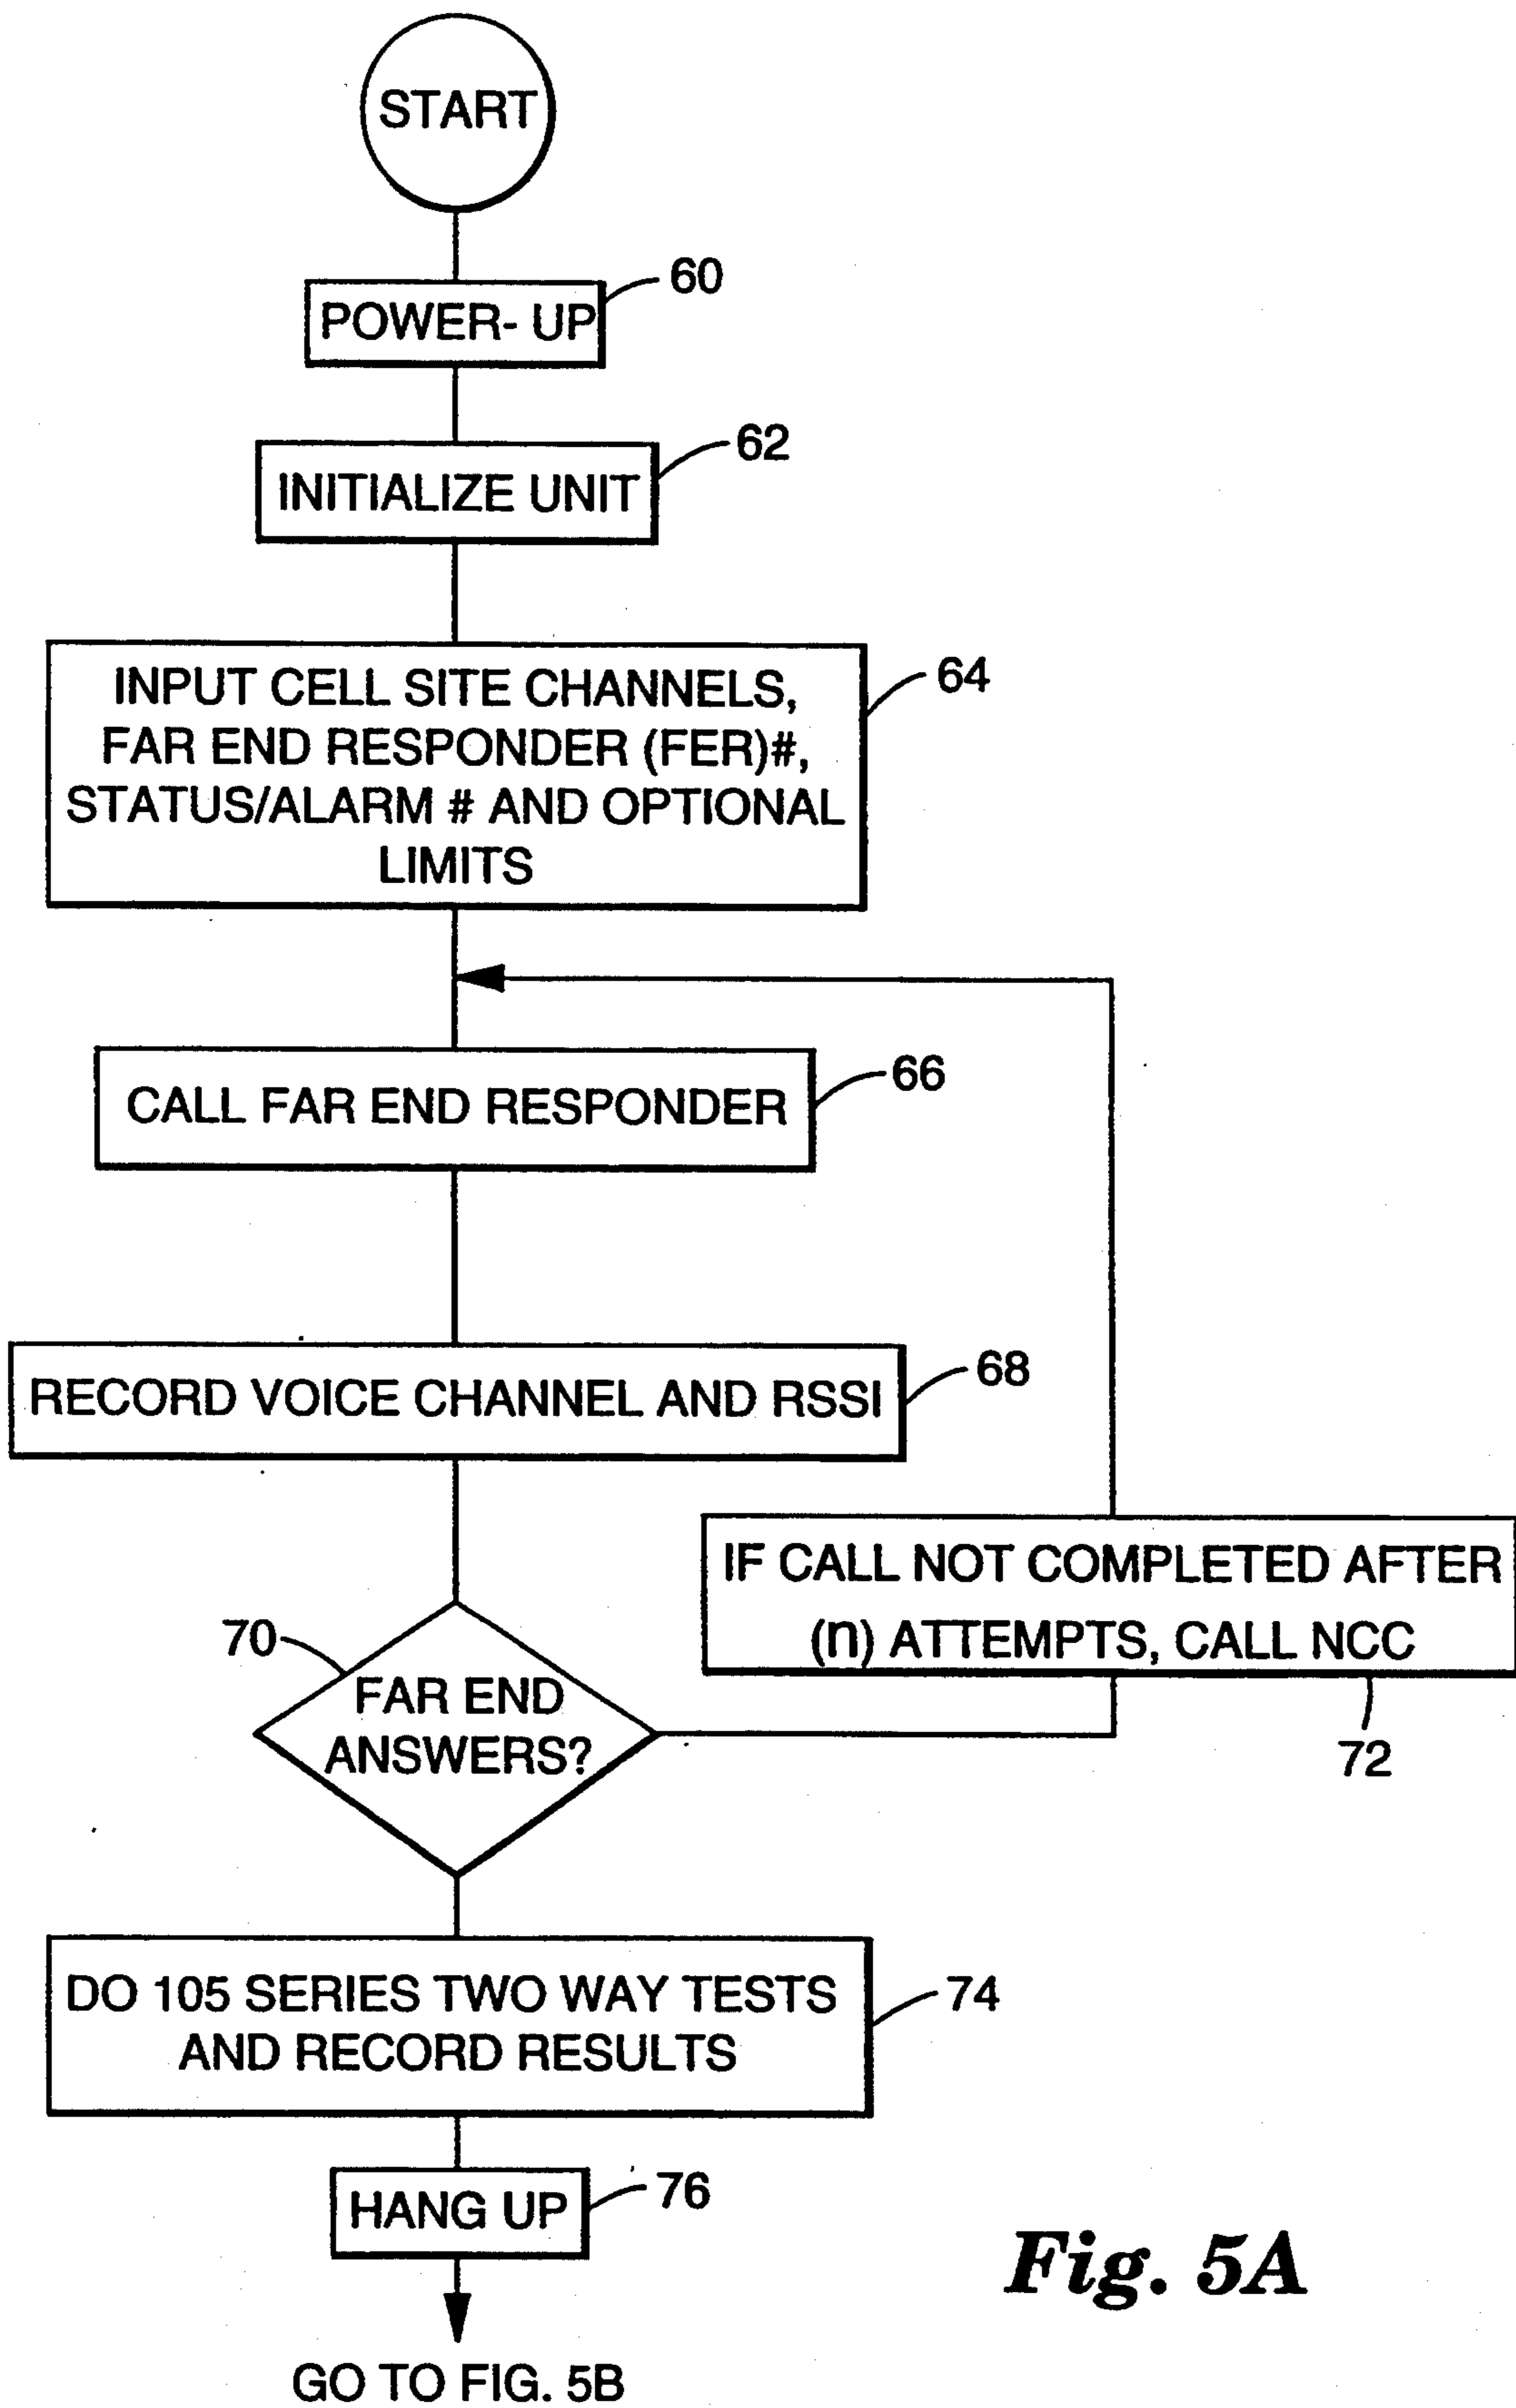 START
60
POWER- UP
62
INITIALIZE UNIT
64
INPUT CELL SITE CHANNELS,
FAR END RESPONDER (FER)#,
STATUS/ALARM # AND OPTIONAL
LIMITS
66
CALL FAR END RESPONDER
68
RECORD VOICE CHANNEL AND RSSI
IF CALL NOT COMPLETED AFTER
(n) ATTEMPTS, CALL NCC
72
70
FAR END
ANSWERS?
74
DO 105 SERIES TWO WAY TESTS
AND RECORD RESULTS
76
HANG UP
GO TO FIG. 5B
Fig. 5A